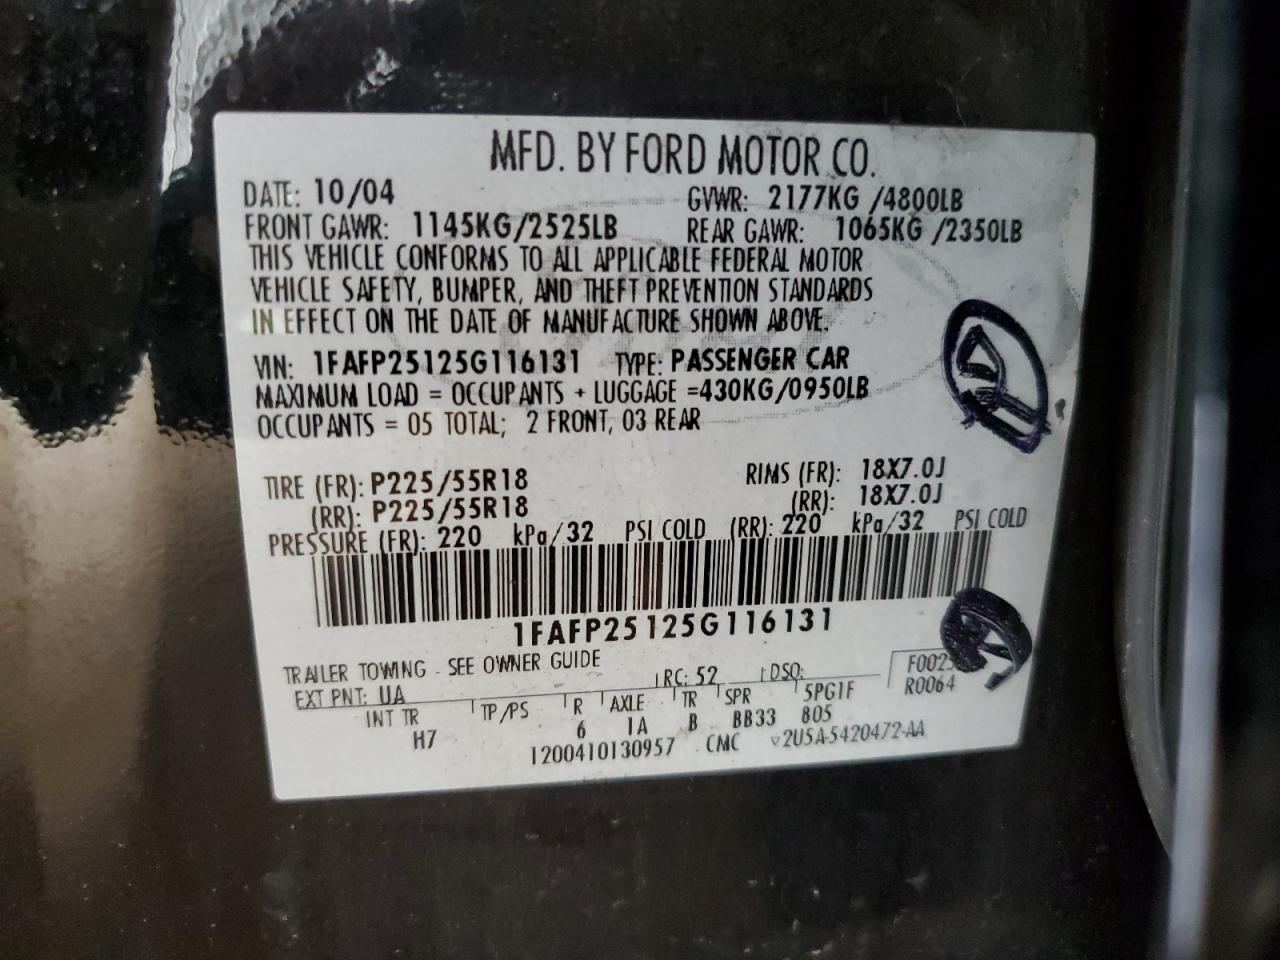 MFD. BY FORD MOTOR CO.
DATE: 10/04 GVWR: 2177KG /4800LB
FRONT GAWR: 1145KG/2525LB REAR GAWR: 1065KG /2350LB
THIS VEHICLE CONFORMS TO ALL APPLICABLE FEDERAL MOTOR
VEHICLE SAFETY, BUMPER, AND THEFT PREVENTION STANDARDS
IN EFFECT ON THE DATE OF MANUFACTURE SHOWN ABOVE.
VIN: 1FAFP25125G116131 TYPE: PASSENGER CAR
MAXIMUM LOAD = OCCUPANTS + LUGGAGE =430KG/0950LB
OCCUPANTS = 05 TOTAL; 2 FRONT, 03 REAR
TIRE (FR): P225/55R18 RIMS (FR): 18X7.0J
(RR): P225/55R18 (RR): 18X7.0J
PRESSURE (FR): 220 kPa/32 PSI COLD (RR): 220 kPa/32 PSI COLD
1FAFP25125G116131
TRAILER TOWING - SEE OWNER GUIDE
EXT PNT: UA RC: 52 DSO: R0064
INT TR TP/PS R AXLE TR SPR 5PG1F
H7 6 1A B BB33 805
1200410130957 CMC 2U5A-5420472-AA